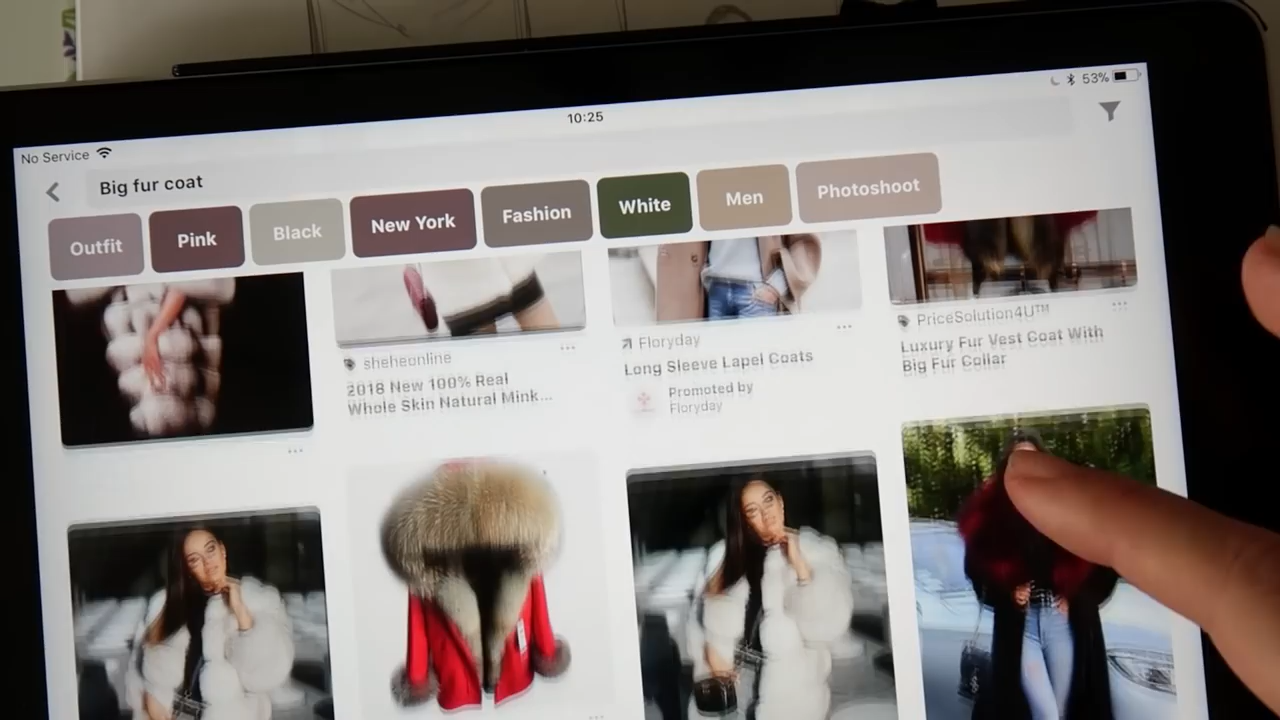 No Service
10:25
53%
Big fur coat
Outfit
Pink
Black
New York
Fashion
White
Men
Photoshoot
sheheonline
2018 New 100% Real
Whole Skin Natural Mink...
Floryday
Long Sleeve Lapel Coats
Promoted by
Floryday
PriceSolution4U™
Luxury Fur Vest Coat With
Big Fur Collar